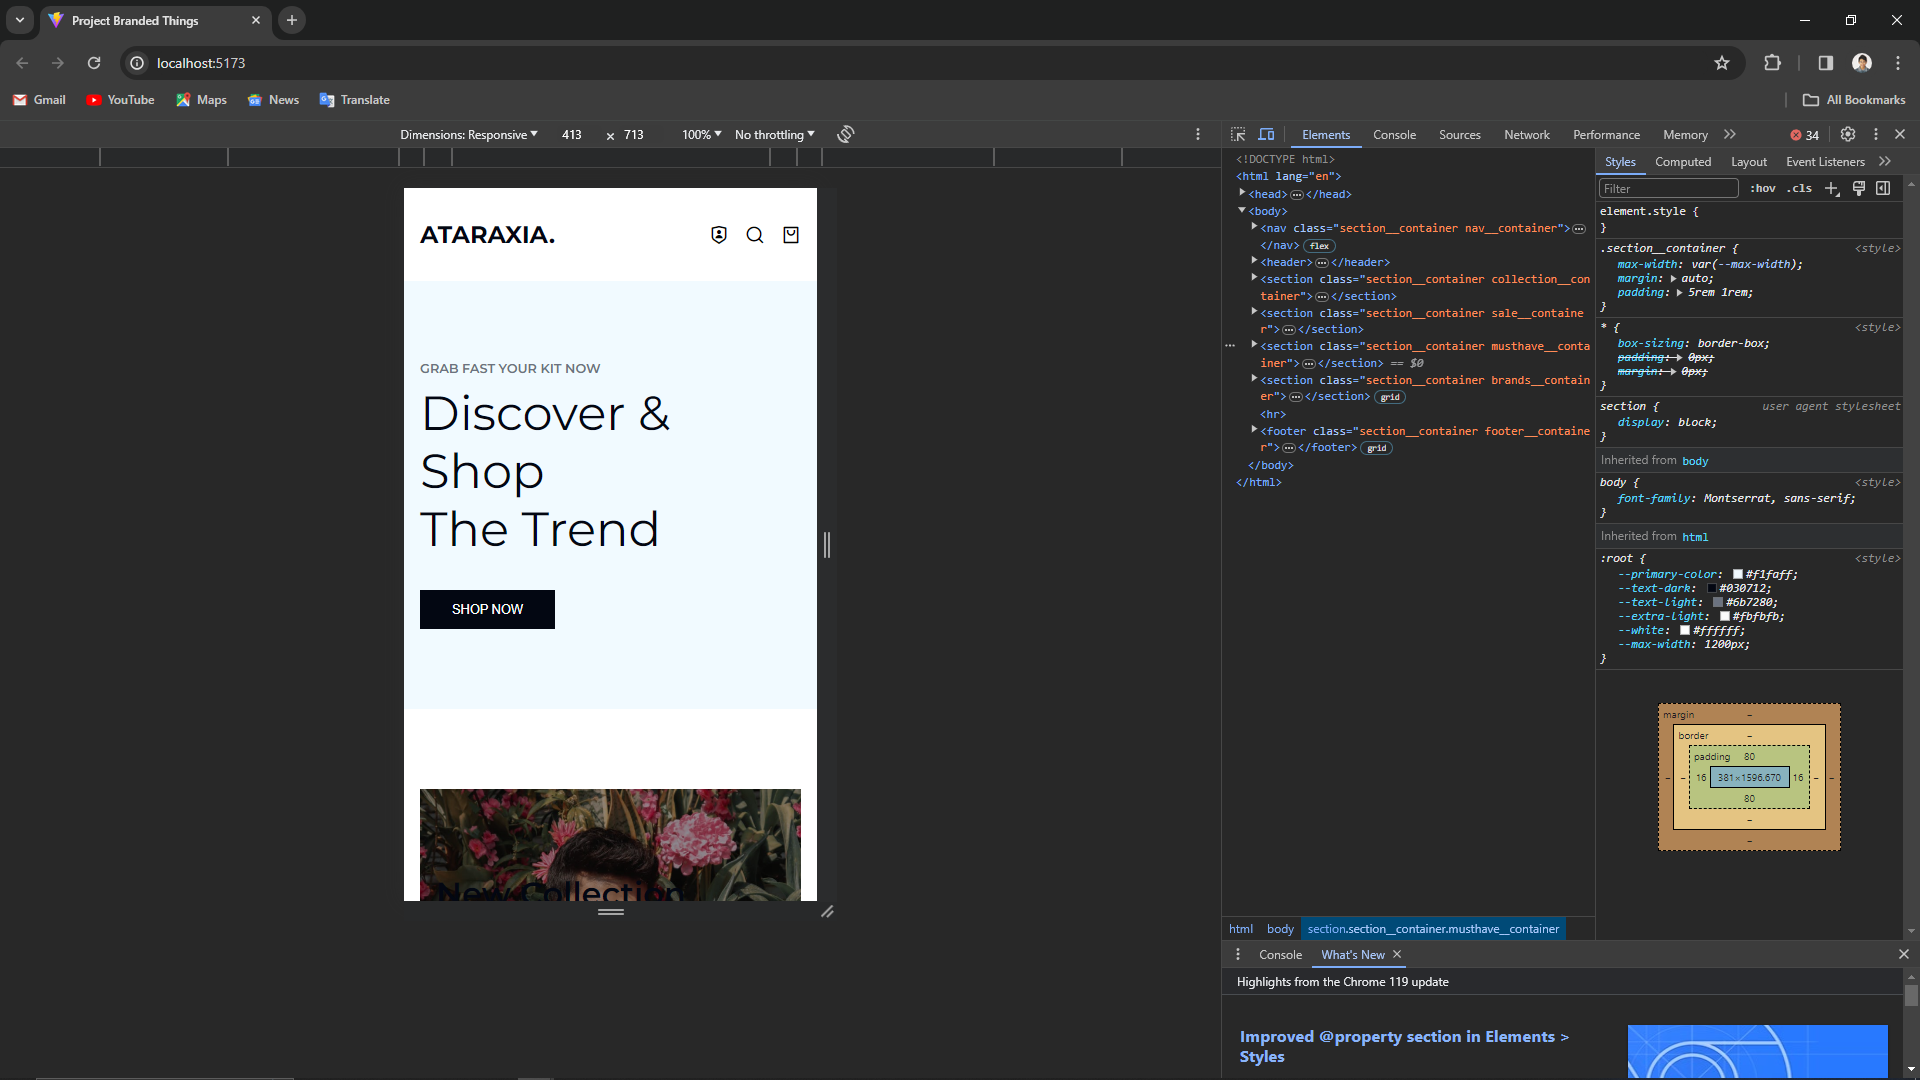 Project Branded Things
localhost:5173
Gmail
YouTube
Maps
News
Translate
All Bookmarks
Dimensions: Responsive
413
×
713
100%
No throttling
ATARAXIA.
GRAB FAST YOUR KIT NOW
Discover &
Shop
The Trend
SHOP NOW
New Collection
Elements
Console
Sources
Network
Performance
Memory
34
<!DOCTYPE html>
<html lang="en">
<head>…</head>
<body>
<nav class="section__container nav__container">…
</nav> flex
<header>…</header>
<section class="section__container collection__con
tainer">…</section>
<section class="section__container sale__containe
r">…</section>
<section class="section__container musthave__conta
iner">…</section> == $0
<section class="section__container brands__contain
er">…</section> grid
<hr>
<footer class="section__container footer__containe
r">…</footer> grid
</body>
</html>
html
body
section.section__container.musthave__container
Styles
Computed
Layout
Event Listeners
Filter
:hov
.cls
element.style {
}
.section__container {
<style>
max-width: var(--max-width);
margin: auto;
padding: 5rem 1rem;
}
* {
<style>
box-sizing: border-box;
padding: 0px;
margin: 0px;
}
section {
user agent stylesheet
display: block;
}
Inherited from body
body {
<style>
font-family: Montserrat, sans-serif;
}
Inherited from html
:root {
<style>
--primary-color: #f1faff;
--text-dark: #030712;
--text-light: #6b7280;
--extra-light: #fbfbfb;
--white: #ffffff;
--max-width: 1200px;
}
margin
–
border
–
padding
80
–
–
16
381×1596.670
16
–
–
80
–
–
Console
What's New
Highlights from the Chrome 119 update
Improved @property section in Elements >
Styles